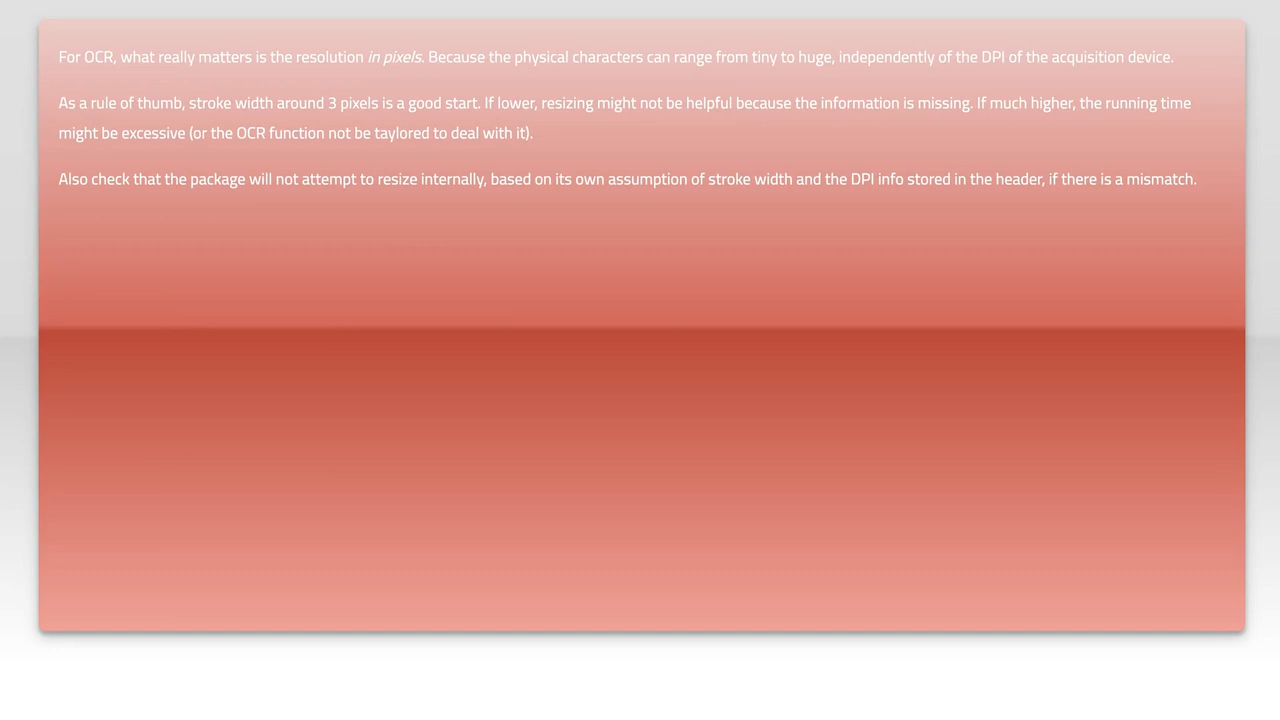 For OCR, what really matters is the resolution in pixels. Because the physical characters can range from tiny to huge, independently of the DPI of the acquisition device.
As a rule of thumb, stroke width around 3 pixels is a good start. If lower, resizing might not be helpful because the information is missing. If much higher, the running time
might be excessive (or the OCR function not be taylored to deal with it).
Also check that the package will not attempt to resize internally, based on its own assumption of stroke width and the DPI info stored in the header, if there is a mismatch.